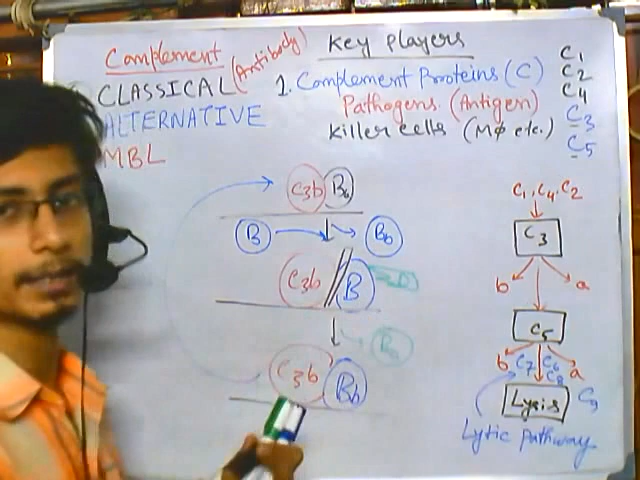 Complement
(Antibody)
CLASSICAL
ALTERNATIVE
MBL
Key players
1. Complement Proteins (C)
Pathogens (Antigen)
Killer cells (MΦ etc.)
C1
C2
C4
C3
C5
C3b Bb
B Bb
C3b B
C3b Bb
C1, C4, C2
C3
b a
C5
b C7 C6 a
C8
Lysis C9
Lytic pathway